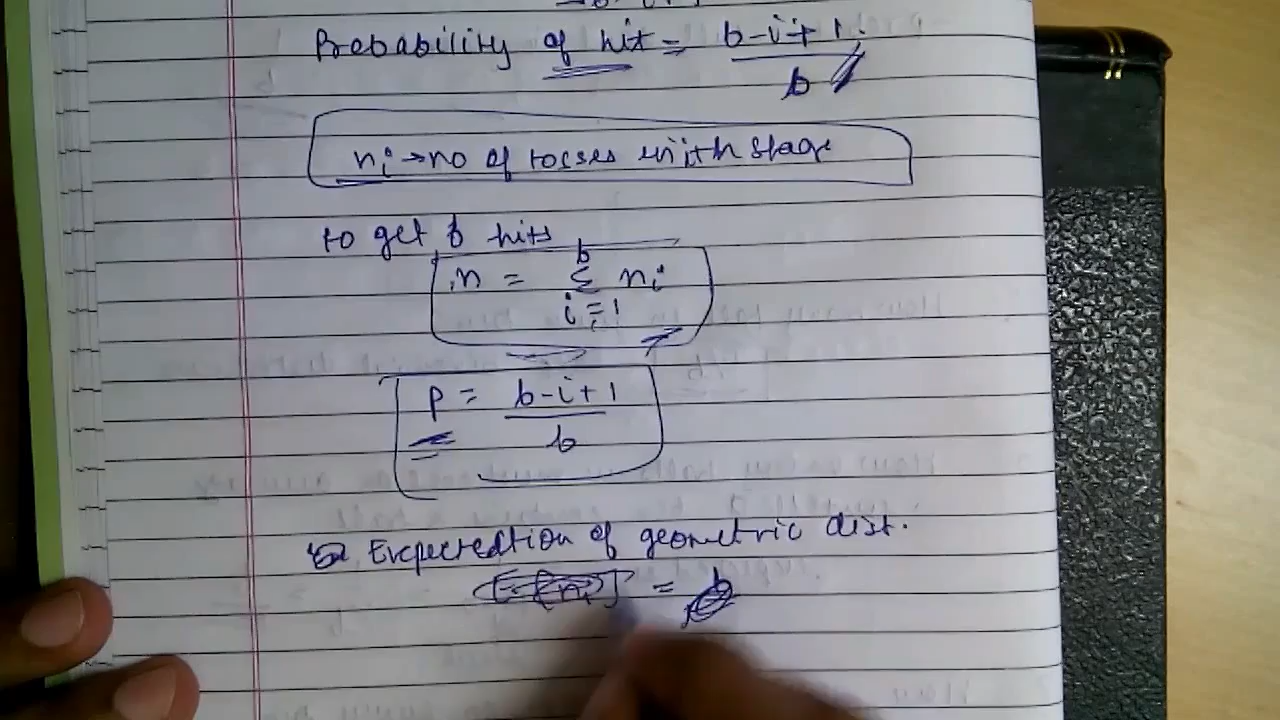 Probability of hit = b-i+1
b
ni → no of tosses in ith stage
to get b hits
b
n = Σ ni
i=1
p = b-i+1
b
Expectation of geometric dist.
=